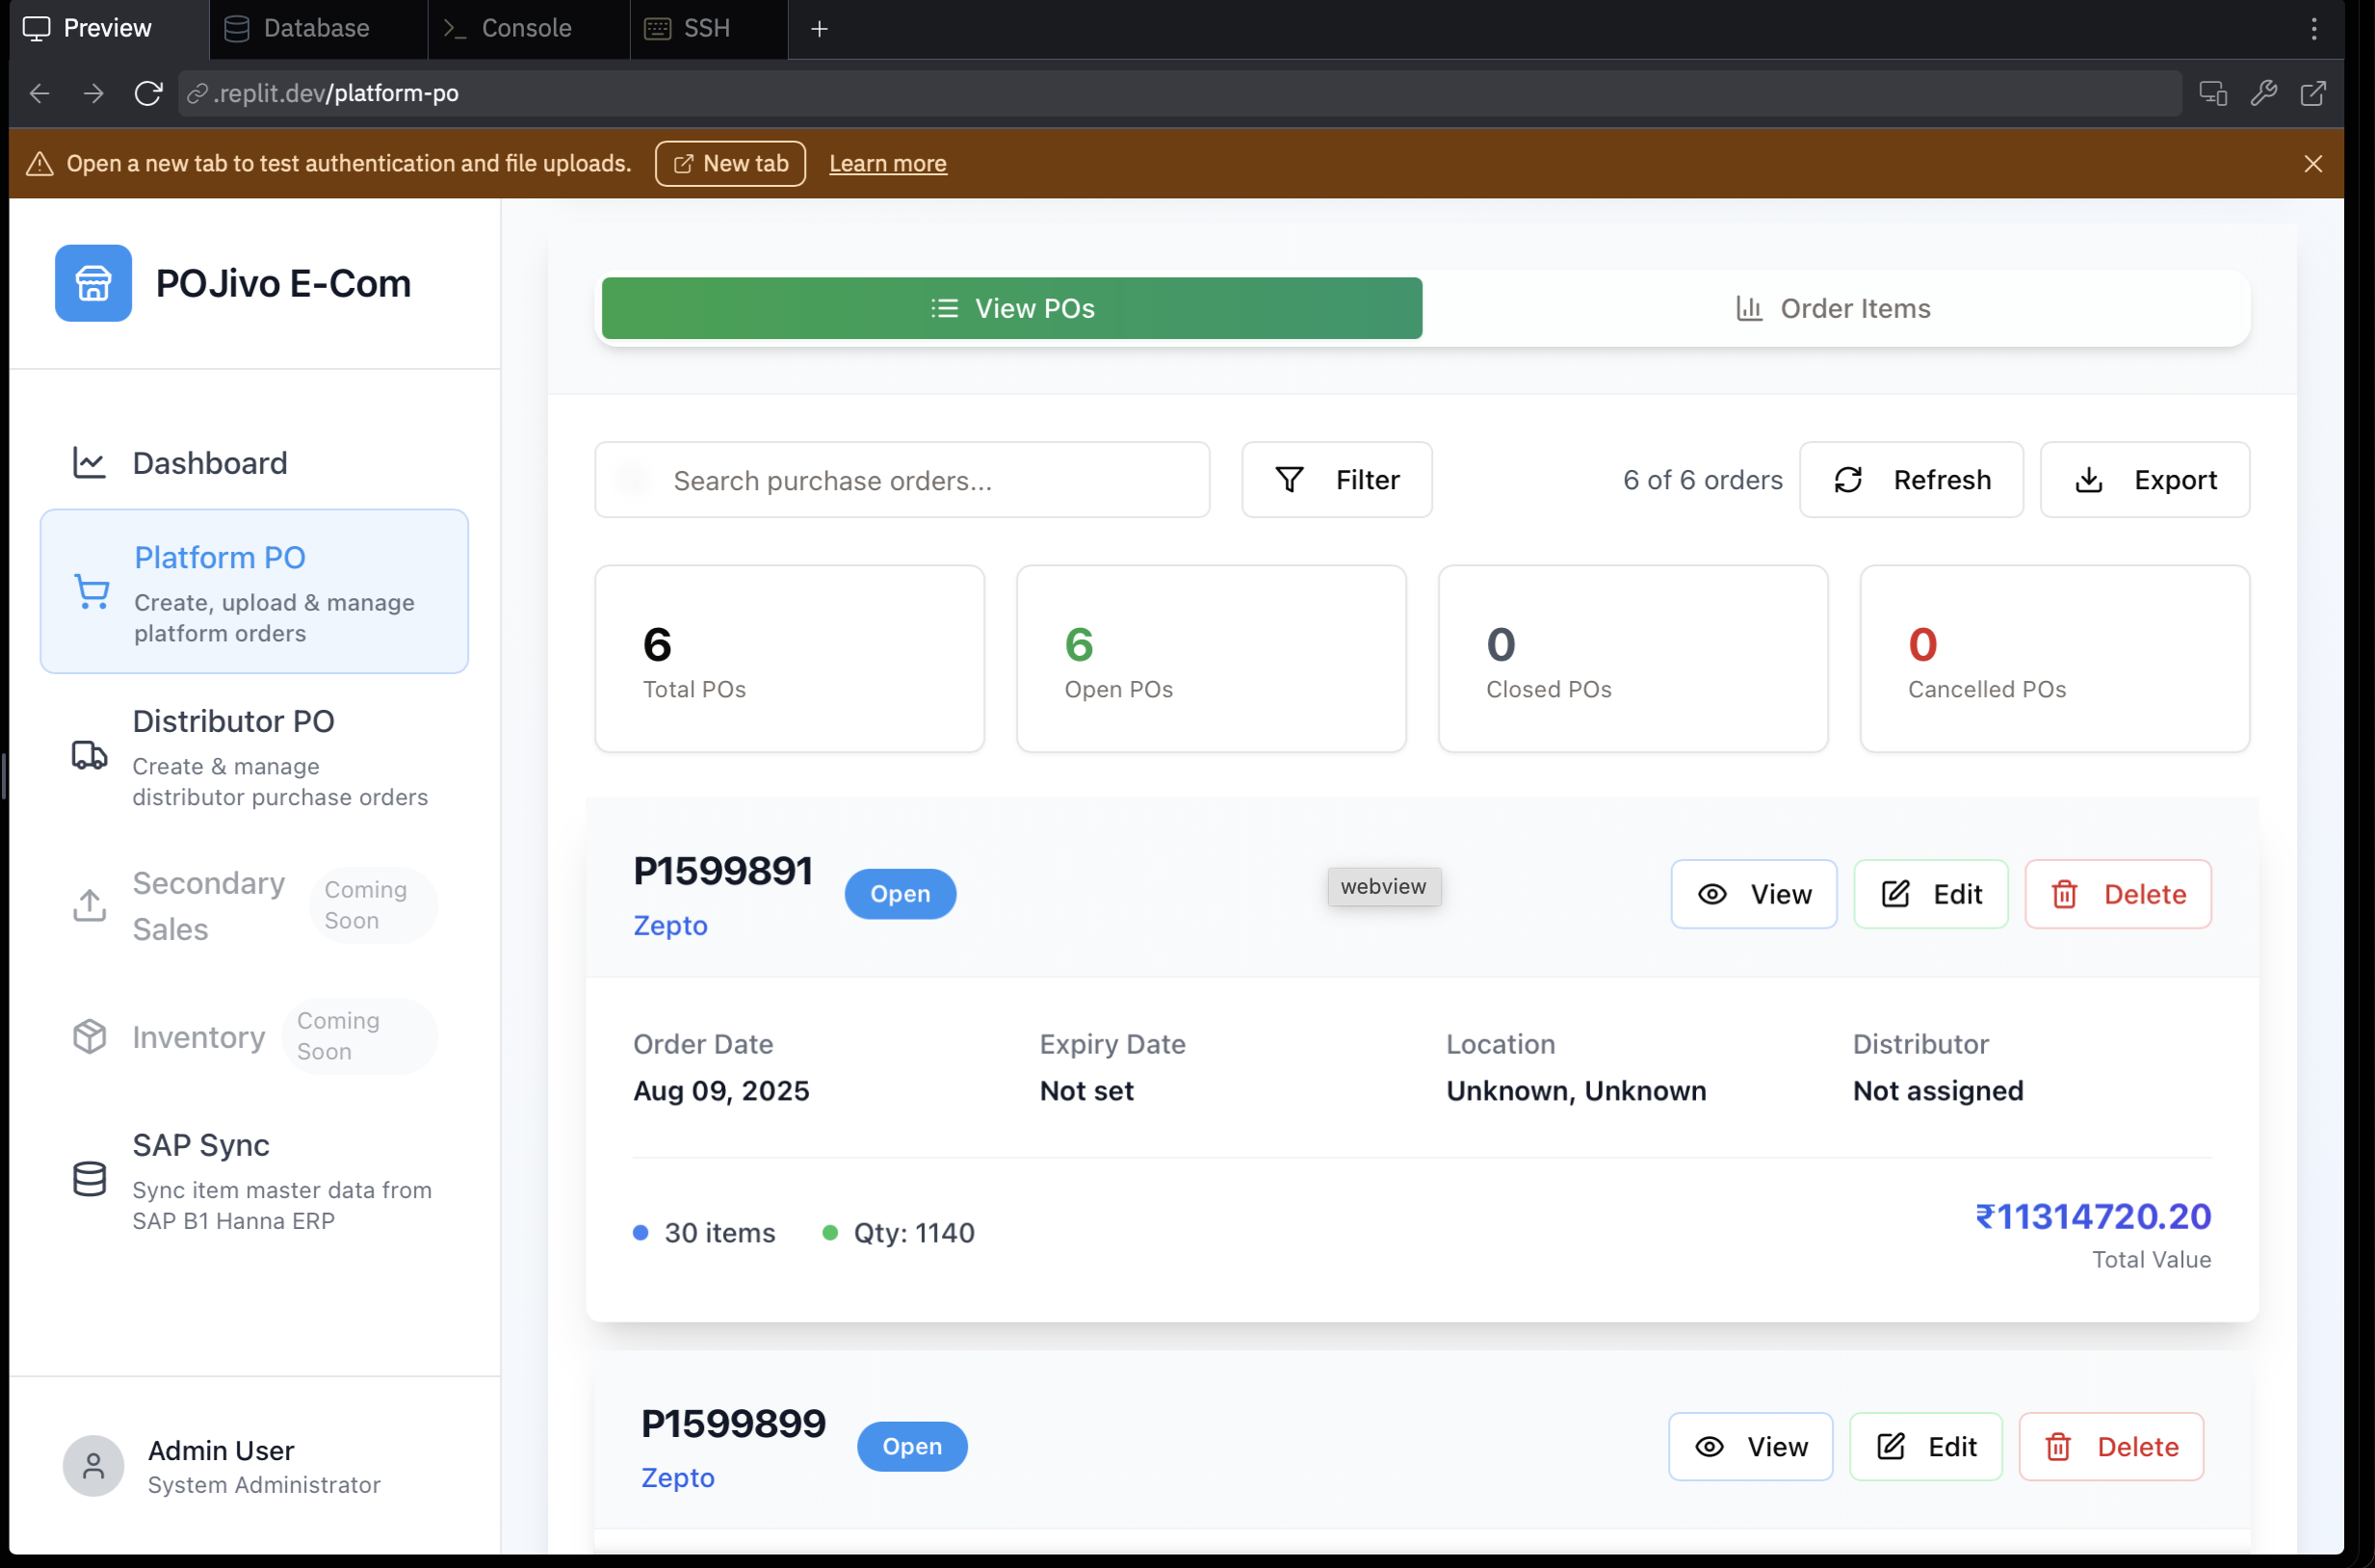 Preview
Database
Console
SSH
.replit.dev/platform-po
Open a new tab to test authentication and file uploads.
New tab
Learn more
POJivo E-Com
Dashboard
Platform PO
Create, upload & manage
platform orders
Distributor PO
Create & manage
distributor purchase orders
Secondary
Sales
Coming
Soon
Inventory
Coming
Soon
SAP Sync
Sync item master data from
SAP B1 Hanna ERP
Admin User
System Administrator
View POs
Order Items
Search purchase orders...
Filter
6 of 6 orders
Refresh
Export
6
Total POs
6
Open POs
0
Closed POs
0
Cancelled POs
P1599891
Open
Zepto
webview
View
Edit
Delete
Order Date
Aug 09, 2025
Expiry Date
Not set
Location
Unknown, Unknown
Distributor
Not assigned
30 items
Qty: 1140
₹11314720.20
Total Value
P1599899
Open
Zepto
View
Edit
Delete